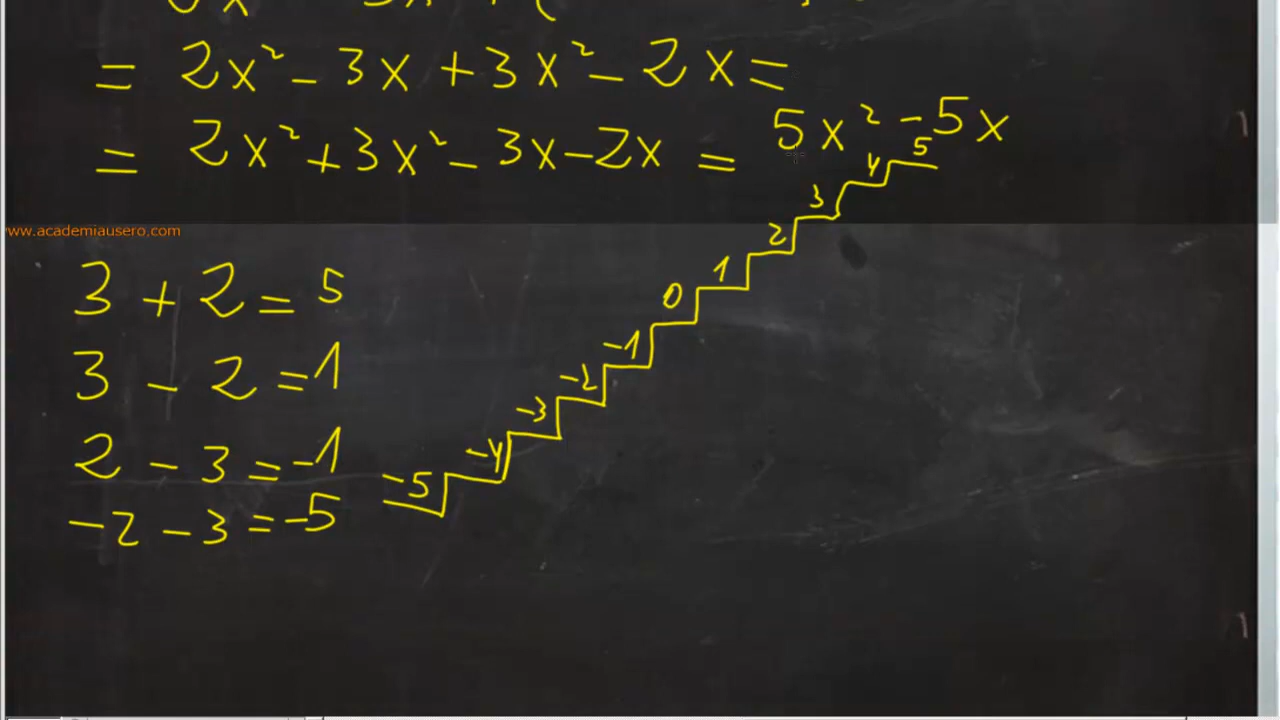 = 2x² - 3x + 3x² - 2x =
= 2x² + 3x² - 3x - 2x = 5x² - 5x
ww.academiausero.com
3 + 2 = 5
3 - 2 = 1
2 - 3 = -1
-2 - 3 = -5
-5 -4 -3 -2 -1 0 1 2 3 4 5